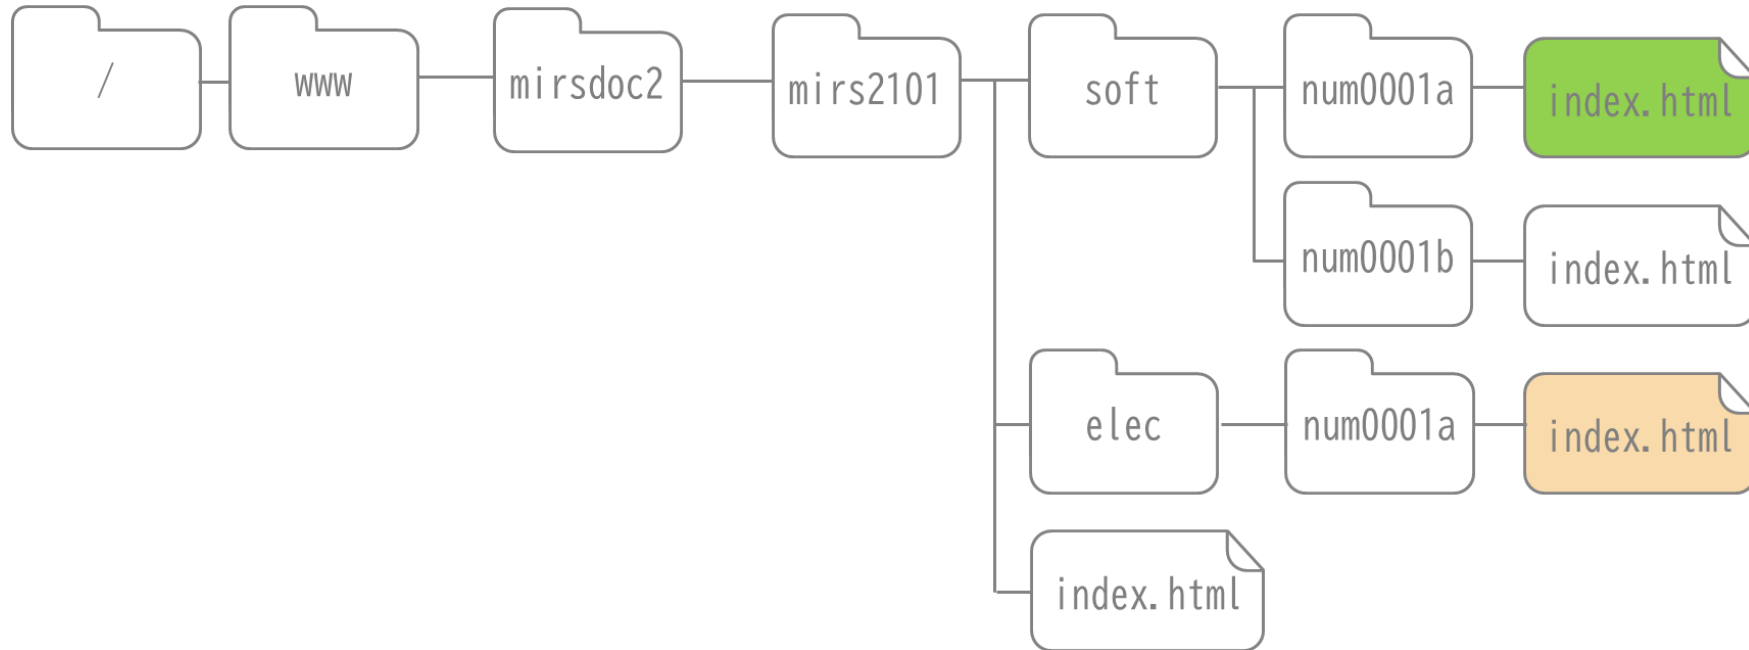 /
www
mirsdoc2
mirs2101
soft
num0001a
index.html
num0001b
index.html
elec
num0001a
index.html
index.html